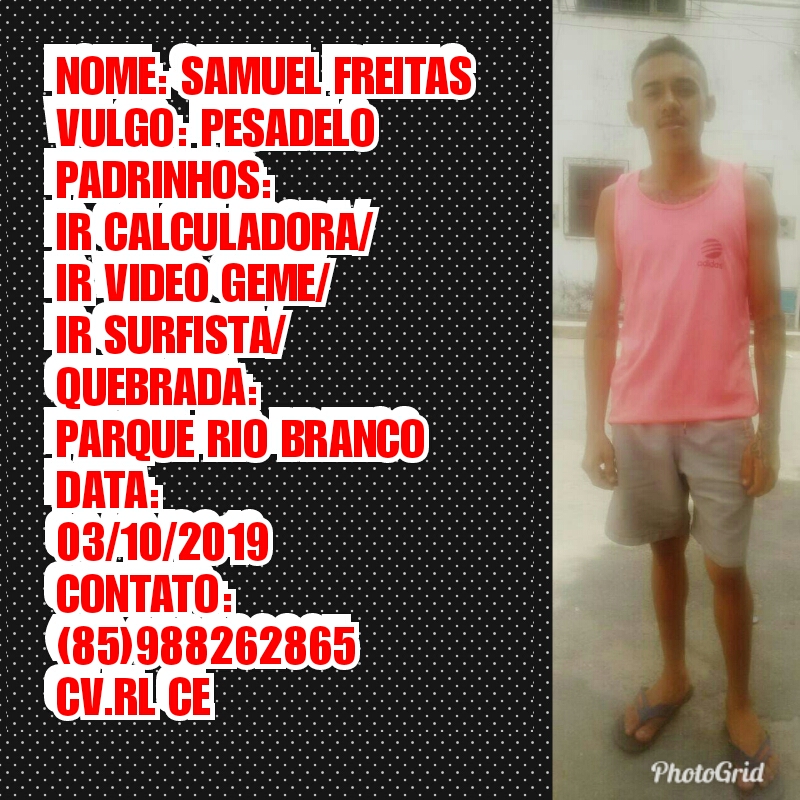 NOME: SAMUEL FREITAS
VULGO: PESADELO
PADRINHOS:
IR CALCULADORA/
IR VIDEO GEME/
IR SURFISTA/
QUEBRADA:
PARQUE RIO BRANCO
DATA:
03/10/2019
CONTATO:
(85)988262865
CV.RL CE
adidas
PhotoGrid